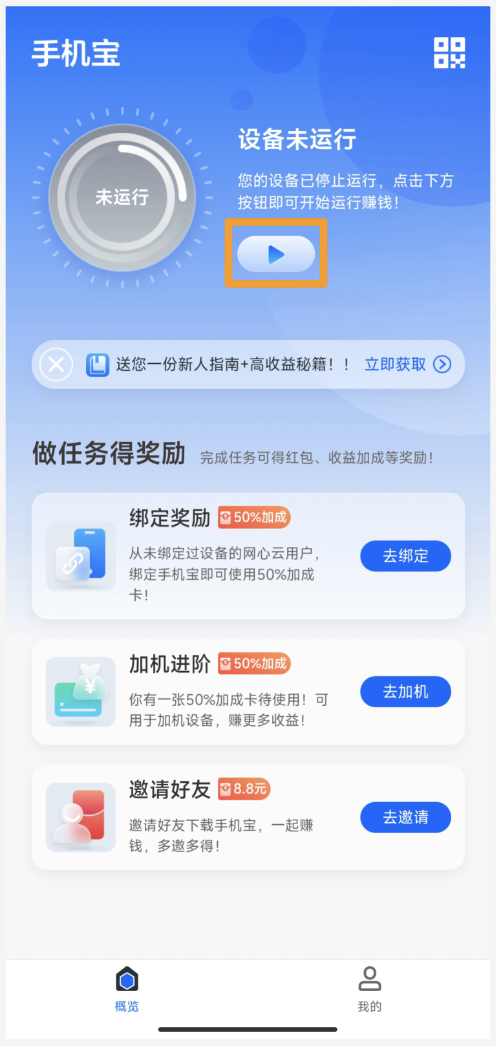 手机宝
设备未运行
未运行
您的设备已停止运行，点击下方
按钮即可开始运行赚钱！
送您一份新人指南+高收益秘籍！！ 立即获取
做任务得奖励 完成任务可得红包、收益加成等奖励！
绑定奖励 50%加成
从未绑定过设备的网心云用户，
绑定手机宝即可使用50%加成
卡！
去绑定
加机进阶 50%加成
你有一张50%加成卡待使用！可
用于加机设备，赚更多收益！
去加机
邀请好友 8.8元
邀请好友下载手机宝，一起赚
钱，多邀多得！
去邀请
概览 我的